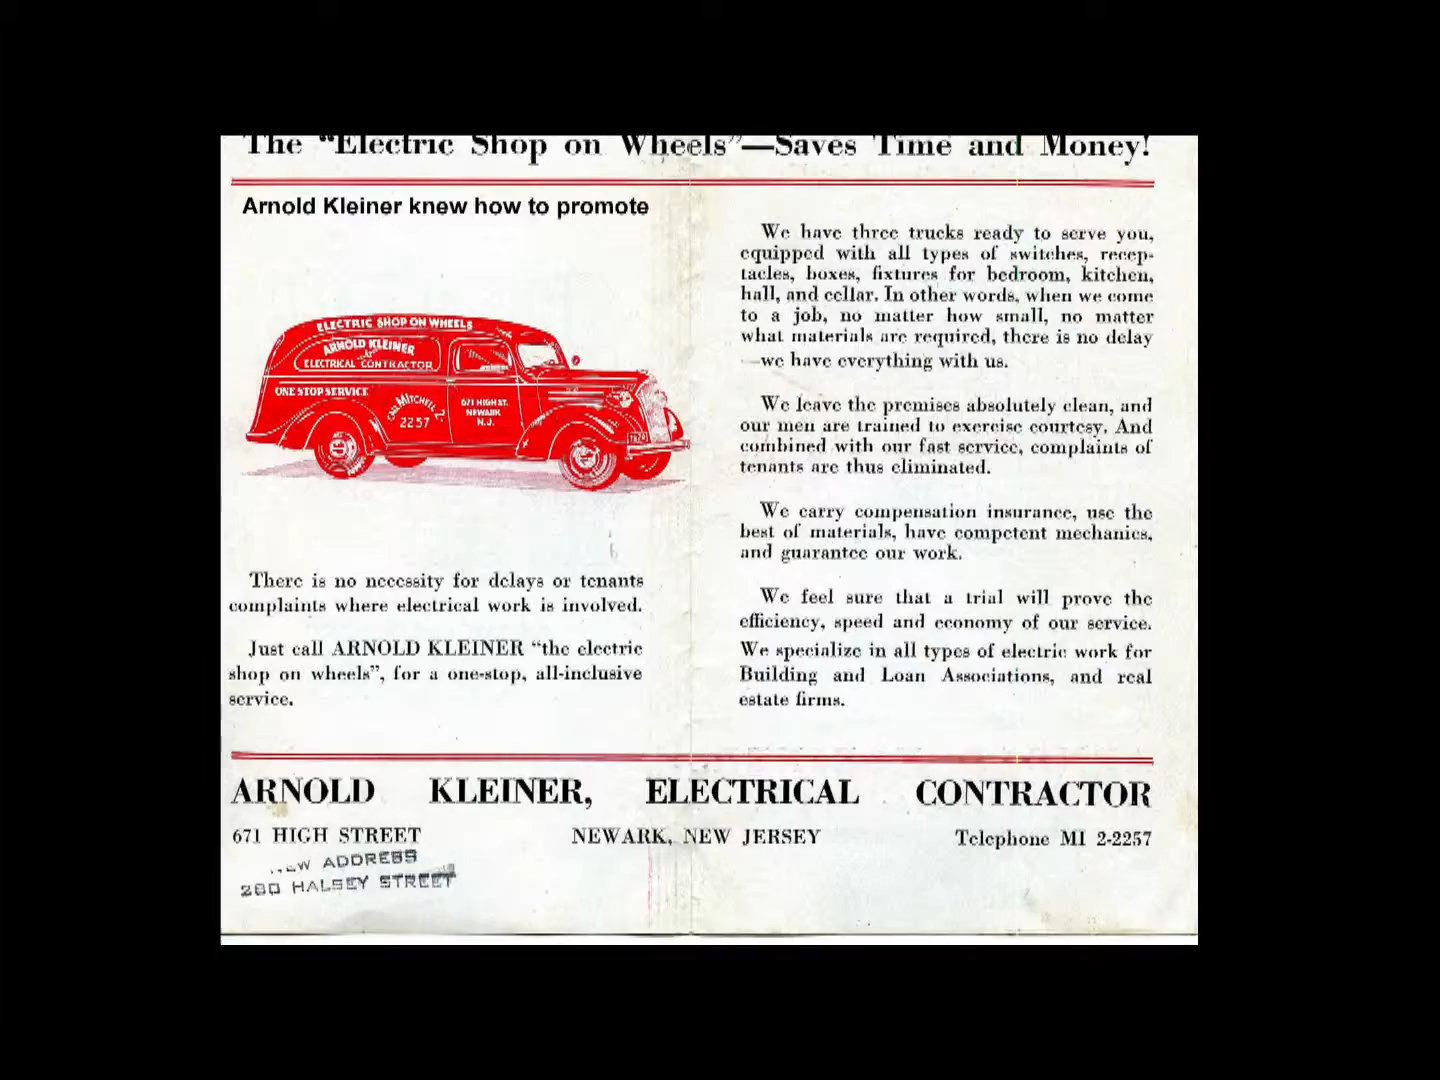 The “Electric Shop on Wheels”—Saves Time and Money!
Arnold Kleiner knew how to promote
ELECTRIC SHOP ON WHEELS
ARNOLD KLEINER
ELECTRICAL CONTRACTOR
ONE STOP SERVICE
CALL MITCHELL 2
2257
671 HIGH ST.
NEWARK
N.J.
There is no necessity for delays or tenants
complaints where electrical work is involved.
Just call ARNOLD KLEINER “the electric
shop on wheels”, for a one-stop, all-inclusive
service.
We have three trucks ready to serve you,
equipped with all types of switches, recep-
tacles, boxes, fixtures for bedroom, kitchen,
hall, and cellar. In other words, when we come
to a job, no matter how small, no matter
what materials are required, there is no delay
—we have everything with us.
We leave the premises absolutely clean, and
our men are trained to exercise courtesy. And
combined with our fast service, complaints of
tenants are thus eliminated.
We carry compensation insurance, use the
best of materials, have competent mechanics,
and guarantee our work.
We feel sure that a trial will prove the
efficiency, speed and economy of our service.
We specialize in all types of electric work for
Building and Loan Associations, and real
estate firms.
ARNOLD KLEINER, ELECTRICAL CONTRACTOR
671 HIGH STREET NEWARK, NEW JERSEY Telephone MI 2-2257
ADDRESS
280 HALSEY STREET